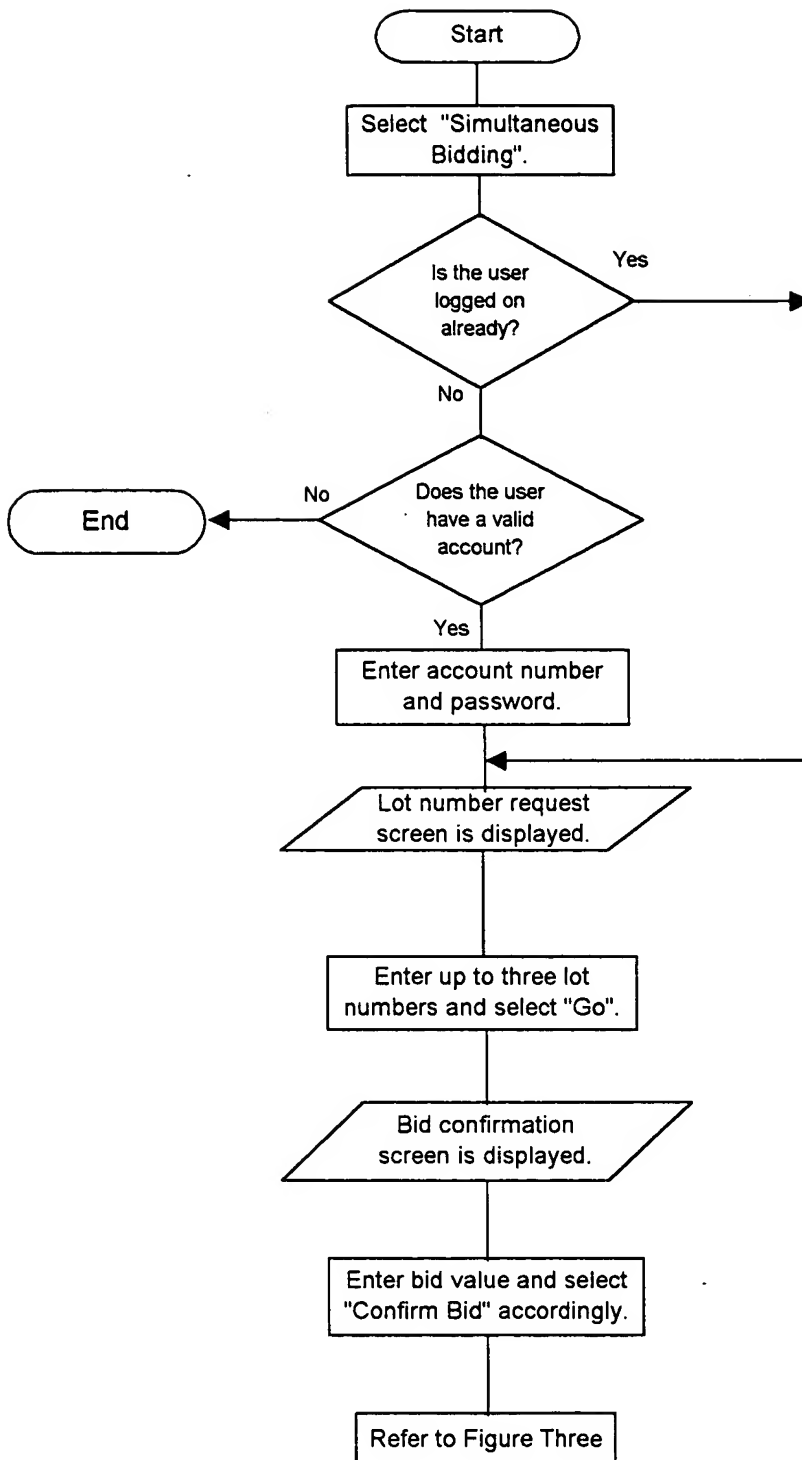 Start
Select "Simultaneous
Bidding".
Is the user
logged on
already?
Yes
No
Does the user
have a valid
account?
No
End
Yes
Enter account number
and password.
Lot number request
screen is displayed.
Enter up to three lot
numbers and select "Go".
Bid confirmation
screen is displayed.
Enter bid value and select
"Confirm Bid" accordingly.
Refer to Figure Three